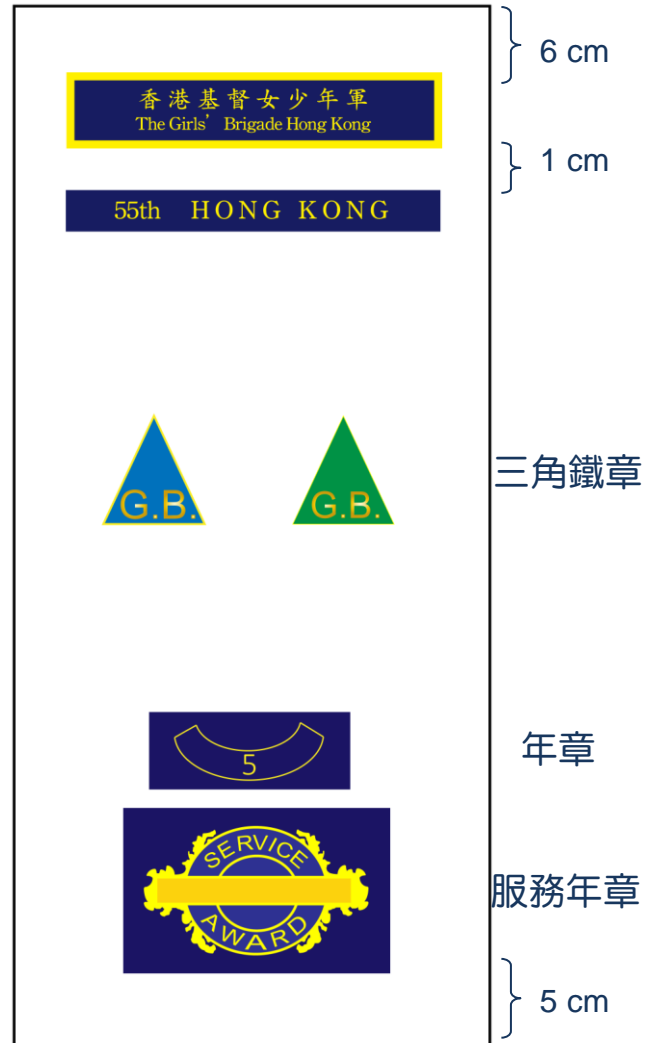 6 cm
香港基督女少年軍
The Girls' Brigade Hong Kong
1 cm
55th HONG KONG
G.B.
G.B.
三角鐵章
5
年章
SERVICE
AWARD
服務年章
5 cm